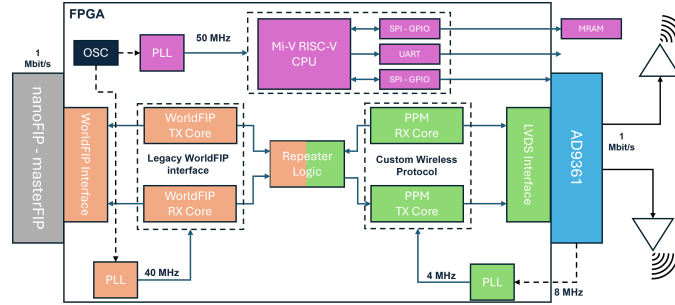 FPGA
1
Mbit/s
OSC
PLL
50 MHz
Mi-V RISC-V
CPU
SPI - GPIO
UART
SPI - GPIO
MRAM
nanoFIP - masterFIP
WorldFIP Interface
WorldFIP
TX Core
Legacy WorldFIP
interface
WorldFIP
RX Core
Repeater
Logic
PPM
RX Core
Custom Wireless
Protocol
PPM
TX Core
LVDS Interface
AD9361
1
Mbit/s
PLL
40 MHz
4 MHz
PLL
8 MHz